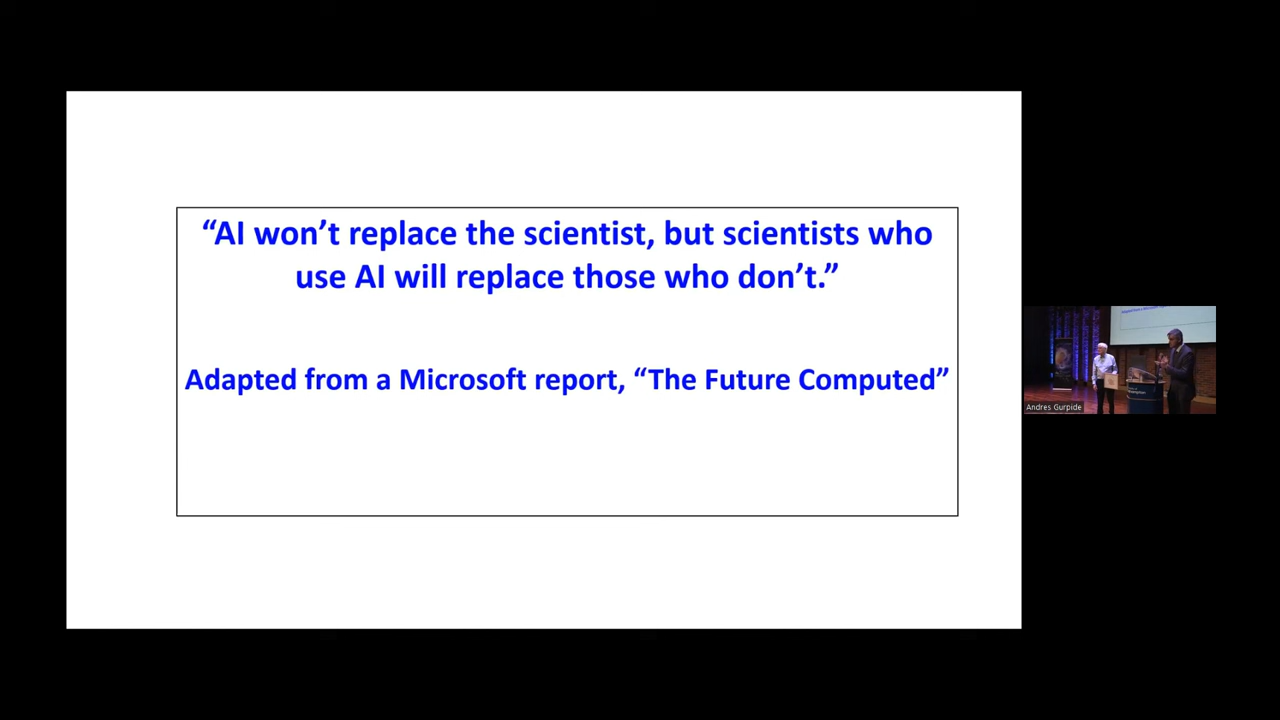 “AI won’t replace the scientist, but scientists who
use AI will replace those who don’t.”
Adapted from a Microsoft report, “The Future Computed”
Andres Gurpide